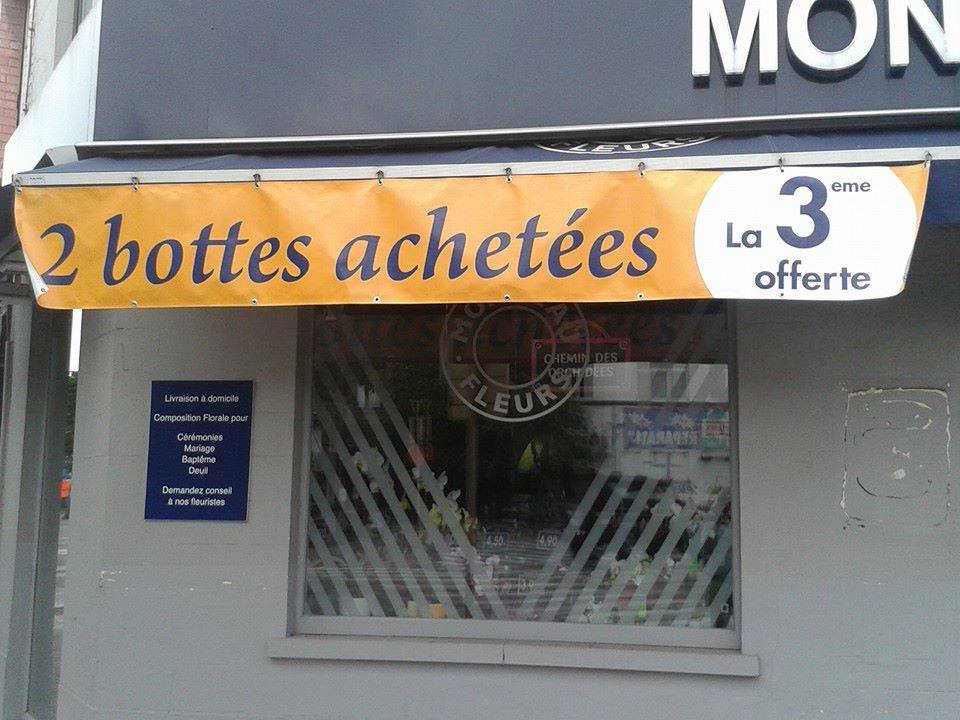 MON
FLEURS
2 bottes achetées
La 3eme
offerte
FLEURS
CHEMIN DES
ORCHIDEES
Livraison à domicile
Composition Florale pour
Cérémonies
Mariage
Baptême
Deuil
Demandez conseil
à nos fleuristes
4,50
4,90